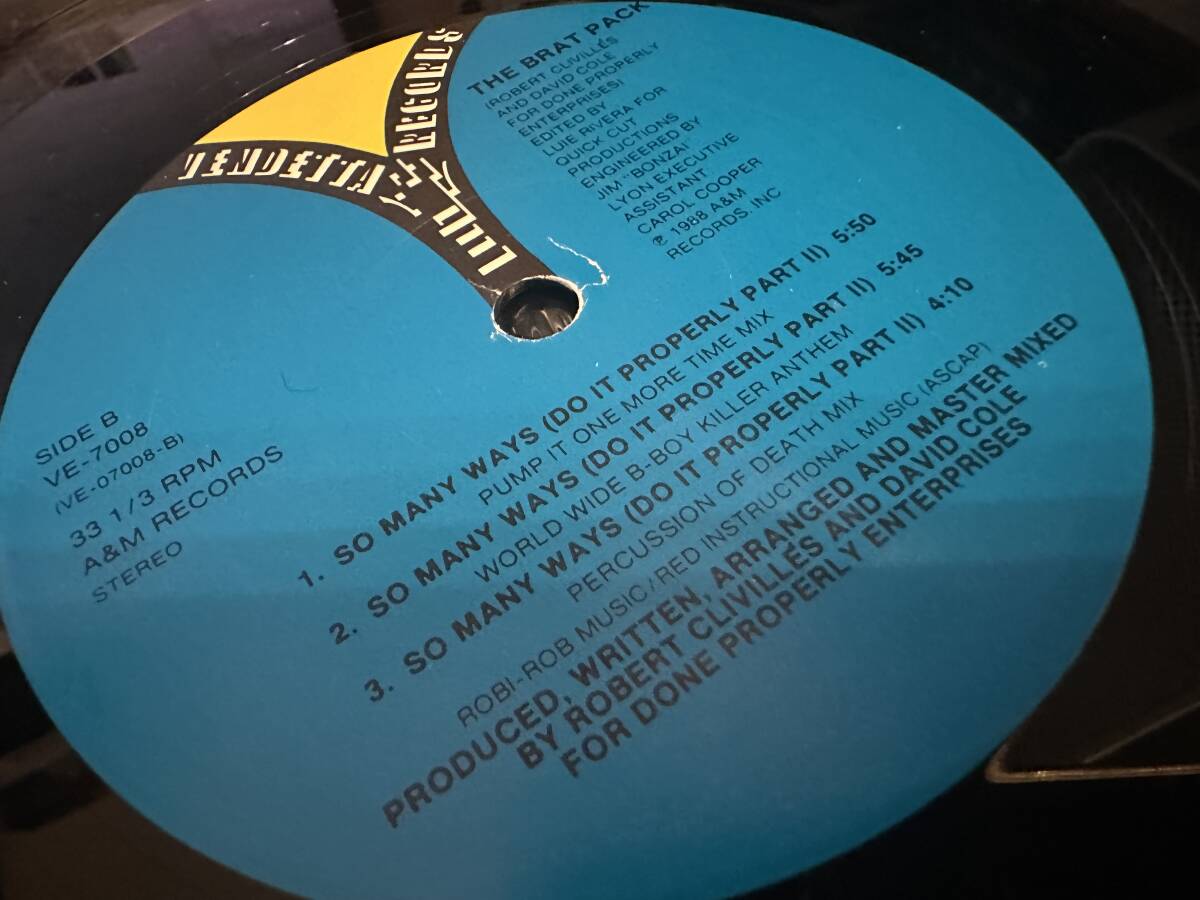 VENDETTA RECORDS
THE BRAT PACK
(ROBERT CLIVILLÉS
AND DAVID COLE
FOR DONE PROPERLY
ENTERPRISES)
EDITED BY
LUIE RIVERA FOR
QUICK CUT
PRODUCTIONS
ENGINEERED BY
JIM "BONZAI"
LYON EXECUTIVE
ASSISTANT
CAROL COOPER
℗ 1988 A&M
RECORDS, INC
SIDE B
VE-7008
(VE-07008-B)
33 1/3 RPM
A&M RECORDS
STEREO
1. SO MANY WAYS (DO IT PROPERLY PART II) 5:50
PUMP IT ONE MORE TIME MIX
2. SO MANY WAYS (DO IT PROPERLY PART II) 5:45
WORLD WIDE B-BOY KILLER ANTHEM
3. SO MANY WAYS (DO IT PROPERLY PART II) 4:10
PERCUSSION OF DEATH MIX
ROBI-ROB MUSIC/RED INSTRUCTIONAL MUSIC (ASCAP)
PRODUCED, WRITTEN, ARRANGED AND MASTER MIXED
BY ROBERT CLIVILLÉS AND DAVID COLE
FOR DONE PROPERLY ENTERPRISES